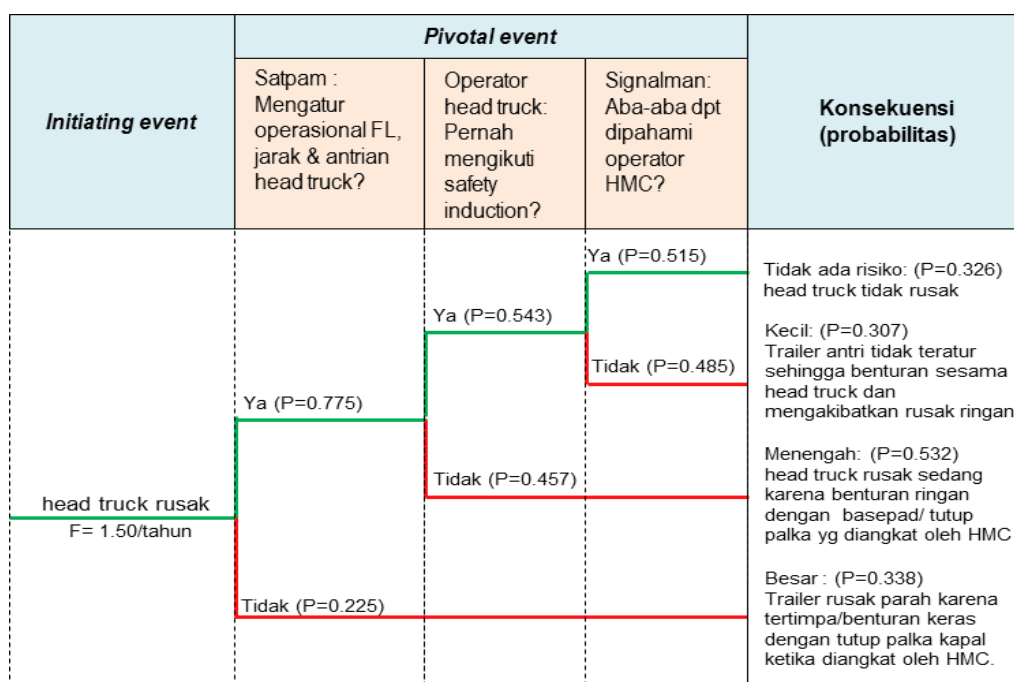 Initiating event
Pivotal event
Satpam :
Mengatur
operasional FL,
jarak & antrian
head truck?
Operator
head truck:
Pernah
mengikuti
safety
induction?
Signalman:
Aba-aba dpt
dipahami
operator
HMC?
Konsekuensi
(probabilitas)
Ya (P=0.515)
Ya (P=0.543)
Tidak (P=0.485)
Ya (P=0.775)
Tidak (P=0.457)
head truck rusak
F= 1.50/tahun
Tidak (P=0.225)
Tidak ada risiko: (P=0.326)
head truck tidak rusak
Kecil: (P=0.307)
Trailer antri tidak teratur
sehingga benturan sesama
head truck dan
mengakibatkan rusak ringan
Menengah: (P=0.532)
head truck rusak sedang
karena benturan ringan
dengan basepad/ tutup
palka yg diangkat oleh HMC
Besar : (P=0.338)
Trailer rusak parah karena
tertimpa/benturan keras
dengan tutup palka kapal
ketika diangkat oleh HMC.